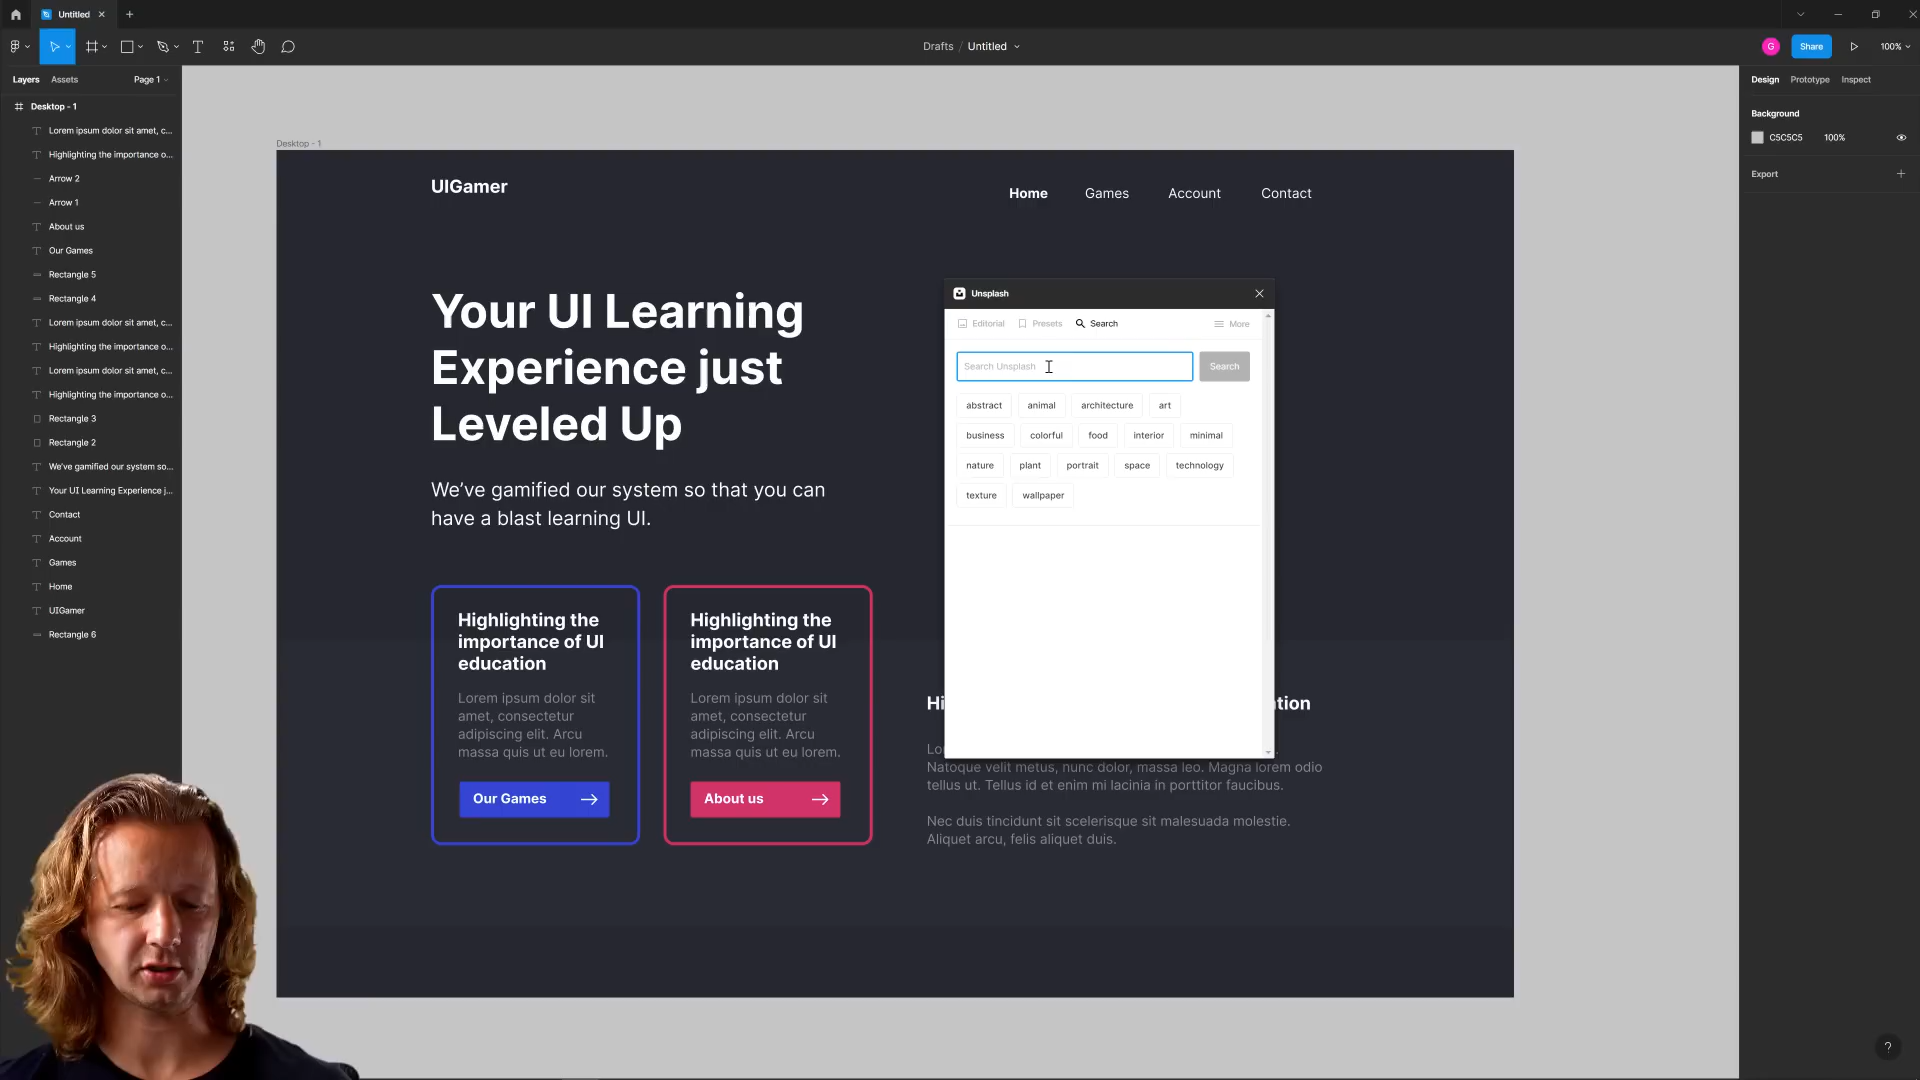 Untitled
Drafts / Untitled
G
Share
100%
Layers
Assets
Page 1
Design
Prototype
Inspect
Desktop - 1
Lorem ipsum dolor sit amet, c...
Highlighting the importance o...
Arrow 2
Arrow 1
About us
Our Games
Rectangle 5
Rectangle 4
Lorem ipsum dolor sit amet, c...
Highlighting the importance o...
Lorem ipsum dolor sit amet, c...
Highlighting the importance o...
Rectangle 3
Rectangle 2
We've gamified our system so...
Your UI Learning Experience j...
Contact
Account
Games
Home
UIGamer
Rectangle 6
Background
C5C5C5 100%
Export
Desktop - 1
UIGamer
Home
Games
Account
Contact
Your UI Learning
Experience just
Leveled Up
We've gamified our system so that you can
have a blast learning UI.
Highlighting the
importance of UI
education
Lorem ipsum dolor sit
amet, consectetur
adipiscing elit. Arcu
massa quis ut eu lorem.
Our Games
Highlighting the
importance of UI
education
Lorem ipsum dolor sit
amet, consectetur
adipiscing elit. Arcu
massa quis ut eu lorem.
About us
Unsplash
Editorial
Presets
Search
More
Search Unsplash
Search
abstract animal architecture art
business colorful food interior minimal
nature plant portrait space technology
texture wallpaper
Natoque velit metus, nunc dolor, massa leo. Magna lorem odio
tellus ut. Tellus id et enim mi lacinia in porttitor faucibus.
Nec duis tincidunt sit scelerisque sit malesuada molestie.
Aliquet arcu, felis aliquet duis.
?